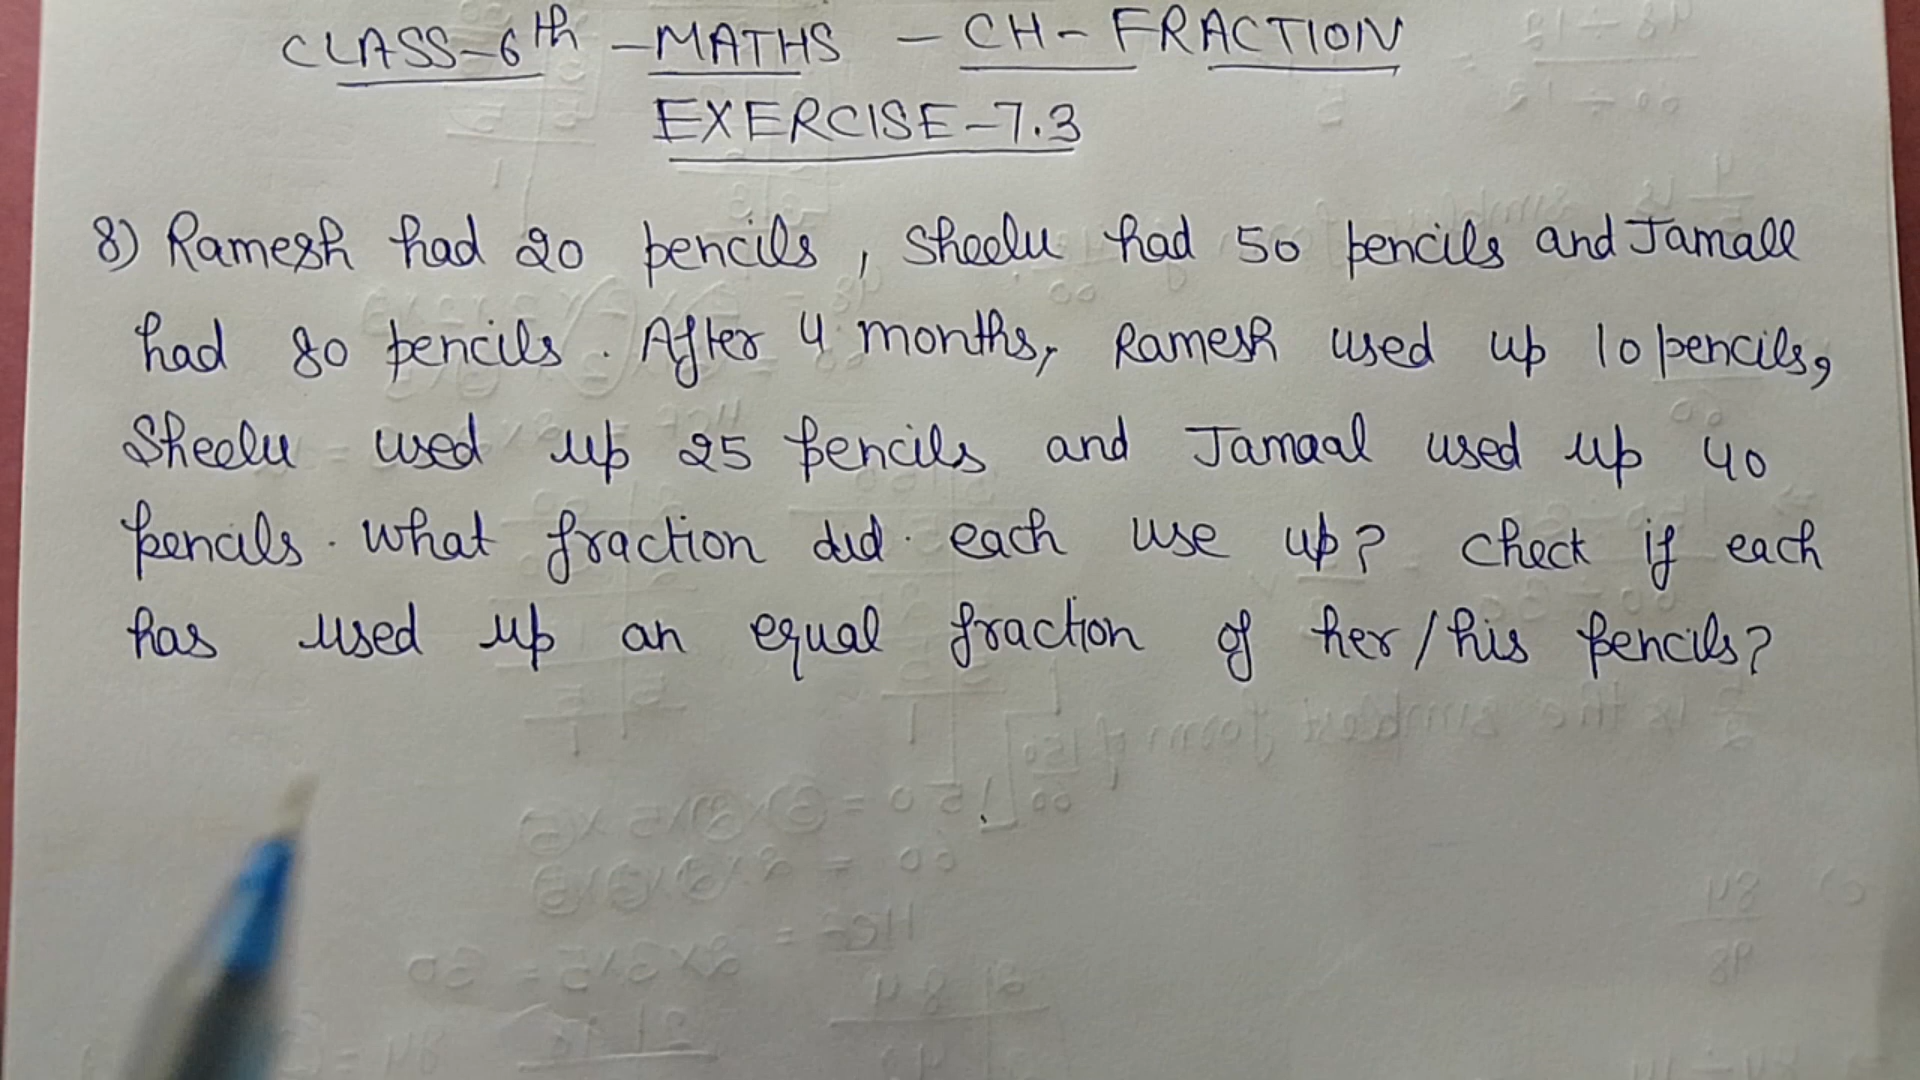 CLASS-6th - MATHS - CH - FRACTION
EXERCISE-7.3
8) Ramesh had 20 pencils, Sheelu had 50 pencils and Jamall
had 80 pencils. After 4 months, Ramesh used up 10 pencils,
Sheelu used up 25 pencils and Jamaal used up 40
pencils. What fraction did each use up? Check if each
has used up an equal fraction of her/his pencils?